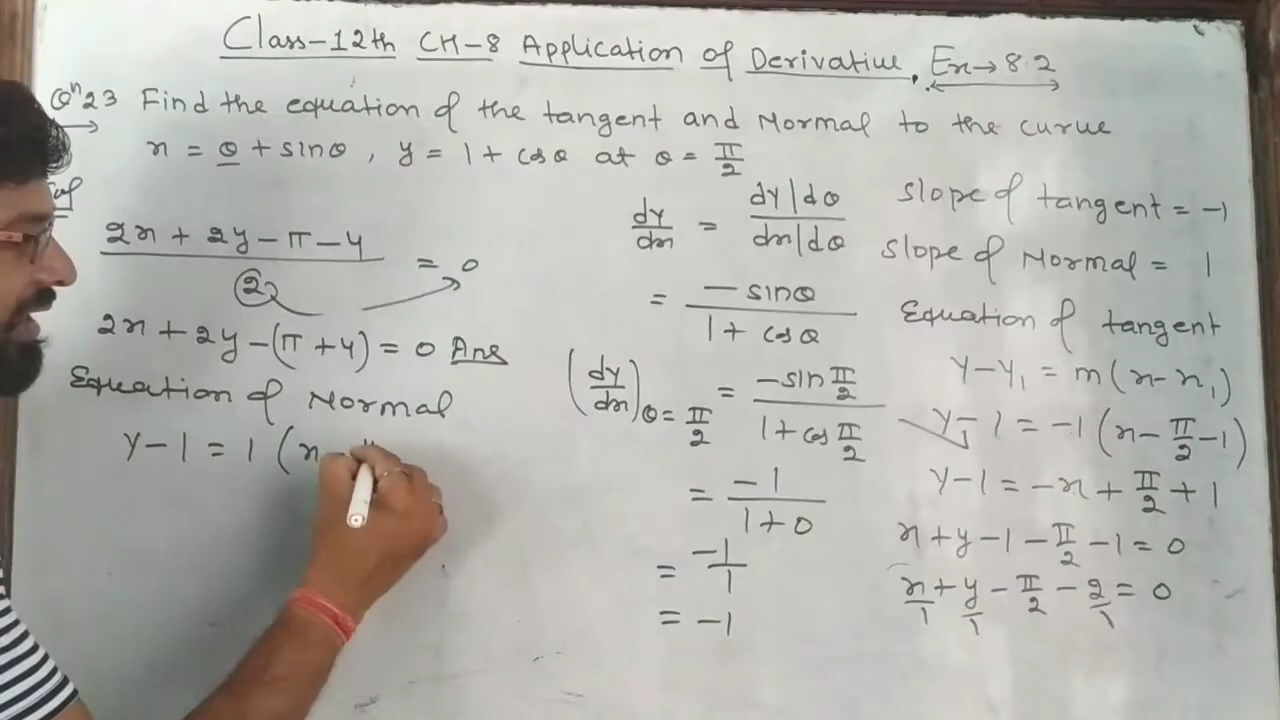 Class-12th CH-8 Application of Derivative, Ex→8.2
Qⁿ23 Find the equation of the tangent and Normal to the curve
x = θ + sinθ, y = 1 + cosθ at θ = π/2
2x + 2y - π - 4 / 2 = 0
2x + 2y - (π + 4) = 0 Ans
Equation of Normal
y - 1 = 1 (x -
dy/dx = dy/dθ / dx/dθ
= -sinθ / 1 + cosθ
(dy/dx) θ = π/2 = -sin π/2 / 1 + cos π/2
= -1 / 1 + 0
= -1/1
= -1
Slope of tangent = -1
Slope of Normal = 1
Equation of tangent
y - y₁ = m(x - x₁)
y - 1 = -1 (x - π/2 - 1)
y - 1 = -x + π/2 + 1
x + y - 1 - π/2 - 1 = 0
x/1 + y/1 - π/2 - 2/1 = 0